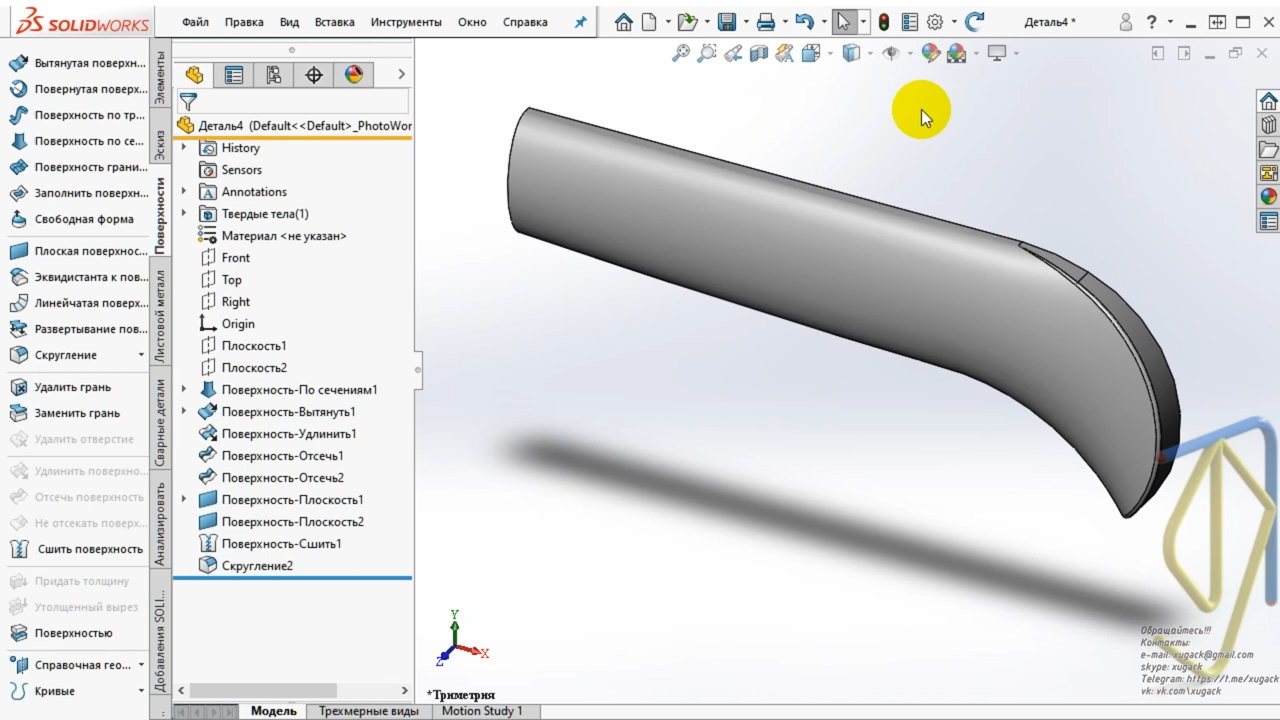 SOLIDWORKS
Файл Правка Вид Вставка Инструменты Окно Справка
Деталь4 *
Вытянутая поверхн...
Повернутая поверх...
Поверхность по тр...
Поверхность по се...
Поверхность грани...
Заполнить поверхн...
Свободная форма
Плоская поверхнос...
Эквидистанта к пов...
Линейчатая поверх...
Развертывание пов...
Скругление
Удалить грань
Заменить грань
Удалить отверстие
Удлинить поверхно...
Отсечь поверхность
Не отсекать поверх...
Сшить поверхность
Придать толщину
Утолщенный вырез
Поверхностью
Справочная гео...
Кривые
Элементы
Эскиз
Поверхности
Листовой металл
Сварные детали
Анализировать
Добавления SOLI...
Деталь4 (Default<<Default>_PhotoWor
History
Sensors
Annotations
Твердые тела(1)
Материал <не указан>
Front
Top
Right
Origin
Плоскость1
Плоскость2
Поверхность-По сечениям1
Поверхность-Вытянуть1
Поверхность-Удлинить1
Поверхность-Отсечь1
Поверхность-Отсечь2
Поверхность-Плоскость1
Поверхность-Плоскость2
Поверхность-Сшить1
Скругление2
Y
X
Z
*Триметрия
Обращайтесь!!!
Контакты:
e-mail: xugack@gmail.com
skype: xugack
Telegram: https://t.me/xugack
vk: vk.com\xugack
Модель Трехмерные виды Motion Study 1